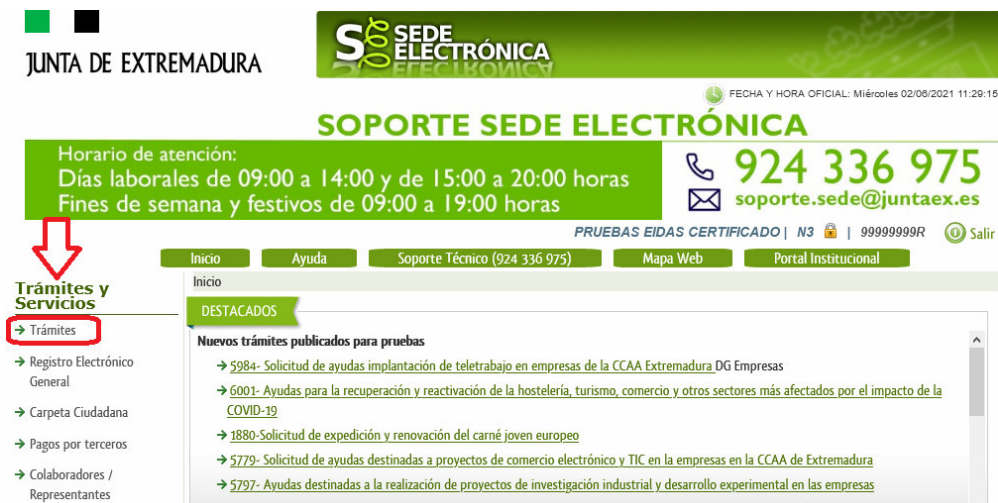 JUNTA DE EXTREMADURA
SEDE
ELECTRÓNICA
FECHA Y HORA OFICIAL: Miércoles 02/06/2021 11:29:15
SOPORTE SEDE ELECTRÓNICA
Horario de atención:
Días laborales de 09:00 a 14:00 y de 15:00 a 20:00 horas
Fines de semana y festivos de 09:00 a 19:00 horas
924 336 975
soporte.sede@juntaex.es
PRUEBAS EIDAS CERTIFICADO | N3 | 99999999R Salir
Inicio Ayuda Soporte Técnico (924 336 975) Mapa Web Portal Institucional
Trámites y
Servicios
→ Trámites
→ Registro Electrónico
General
→ Carpeta Ciudadana
→ Pagos por terceros
→ Colaboradores /
Representantes
Inicio
DESTACADOS
Nuevos trámites publicados para pruebas
→ 5984- Solicitud de ayudas implantación de teletrabajo en empresas de la CCAA Extremadura DG Empresas
→ 6001- Ayudas para la recuperación y reactivación de la hostelería, turismo, comercio y otros sectores más afectados por el impacto de la
COVID-19
→ 1880-Solicitud de expedición y renovación del carné joven europeo
→ 5779- Solicitud de ayudas destinadas a proyectos de comercio electrónico y TIC en la empresas en la CCAA de Extremadura
→ 5797- Ayudas destinadas a la realización de proyectos de investigación industrial y desarrollo experimental en las empresas